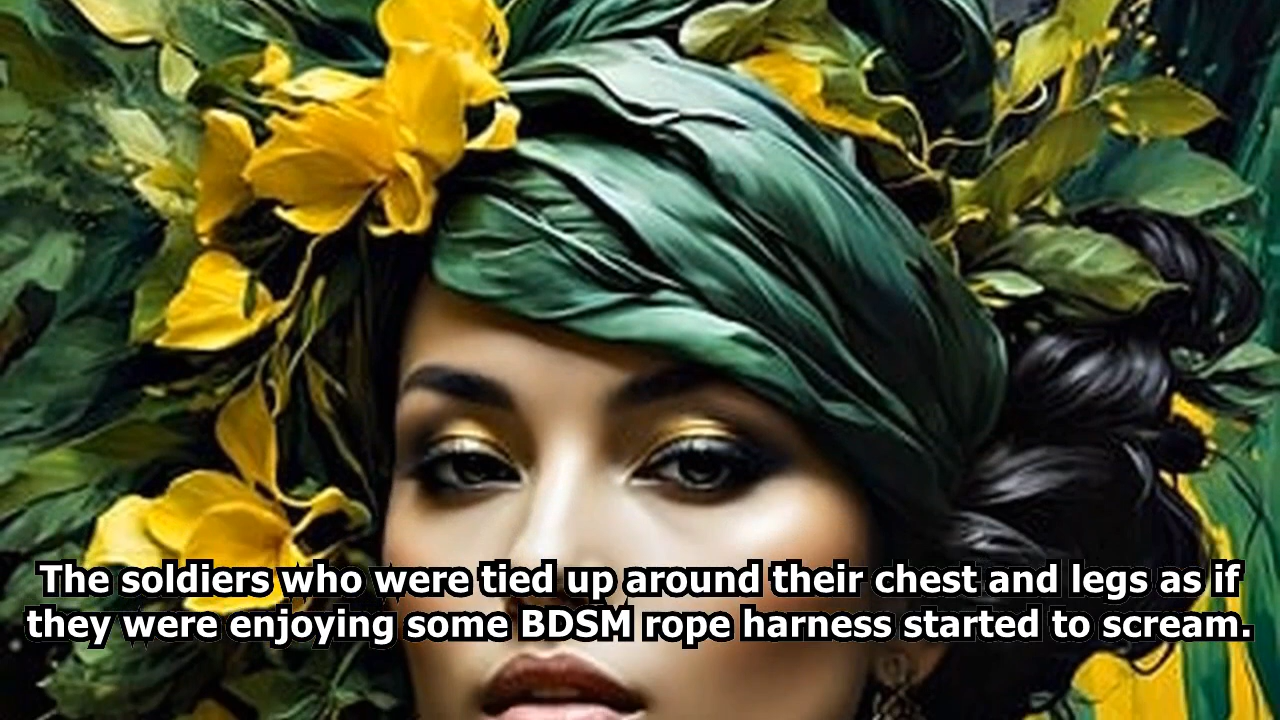 The soldiers who were tied up around their chest and legs as if
they were enjoying some BDSM rope harness started to scream.